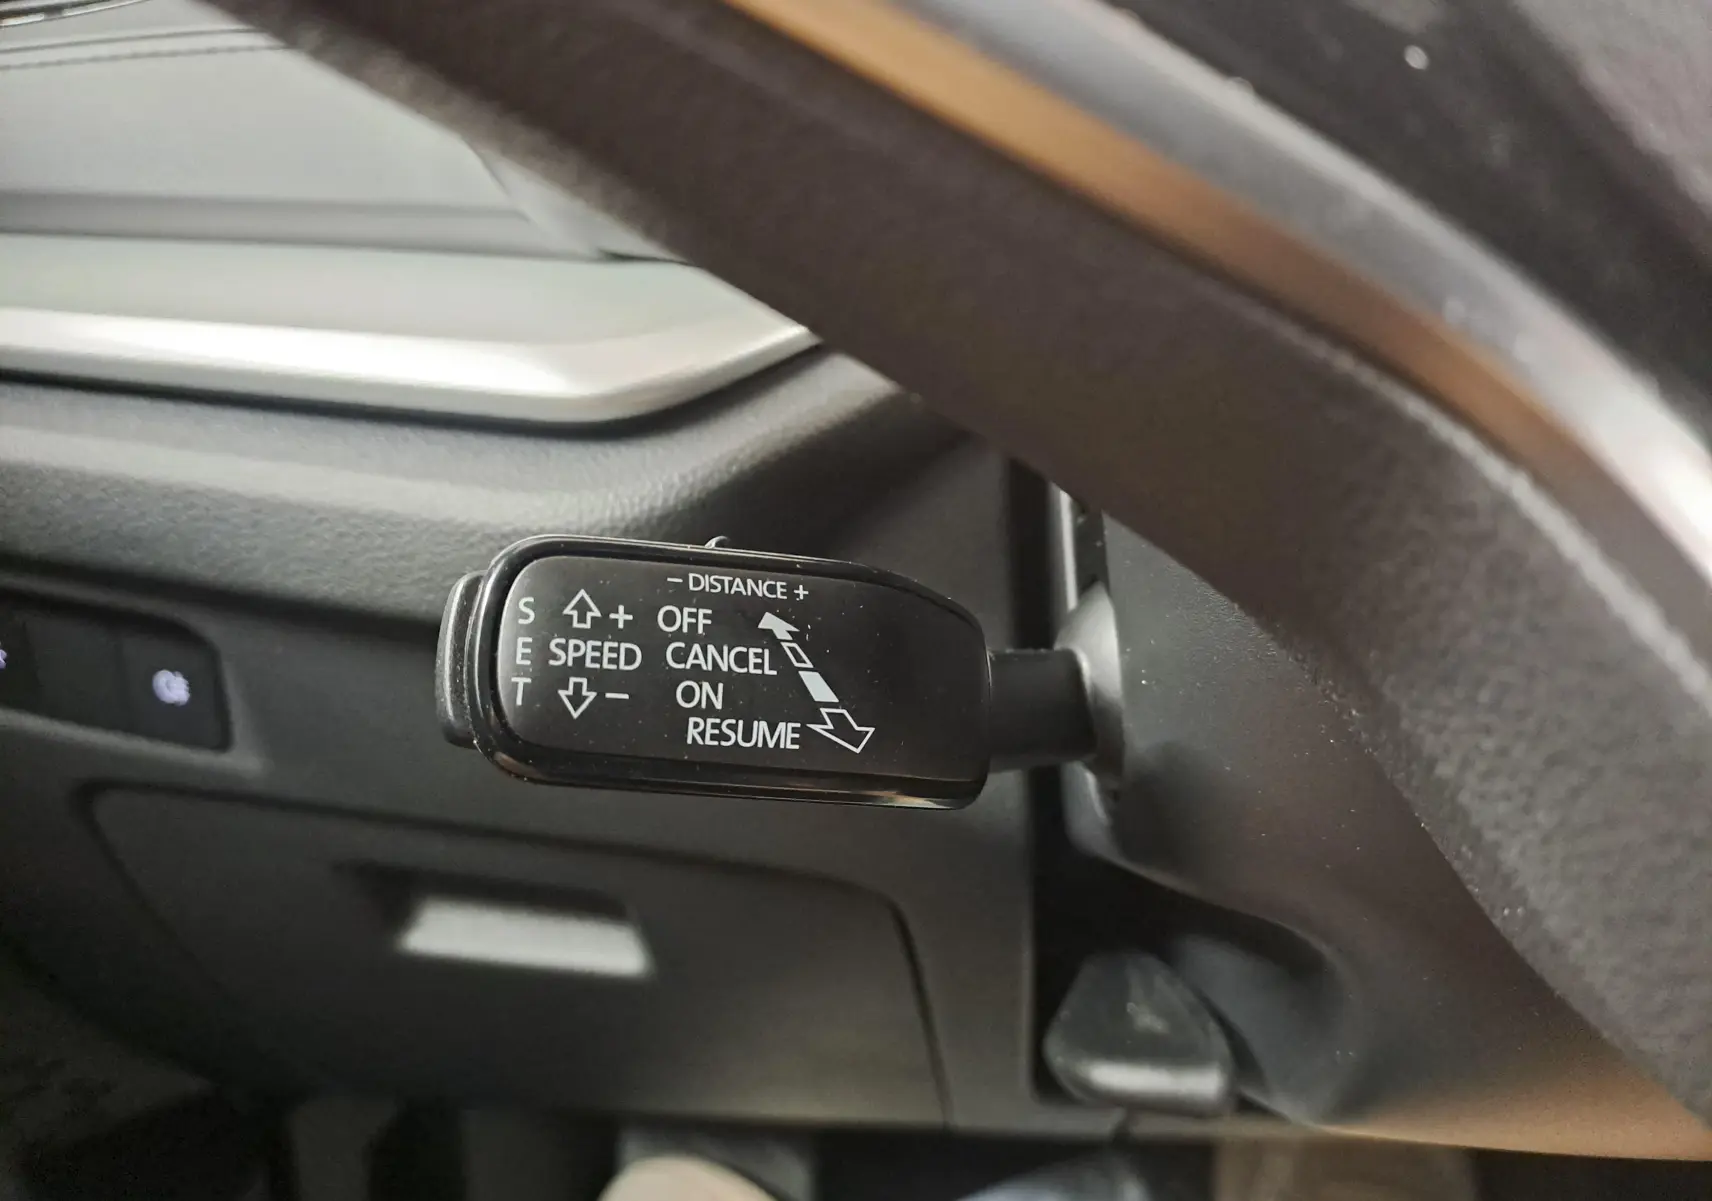 - DISTANCE +
S + OFF
E SPEED CANCEL
T - ON
RESUME